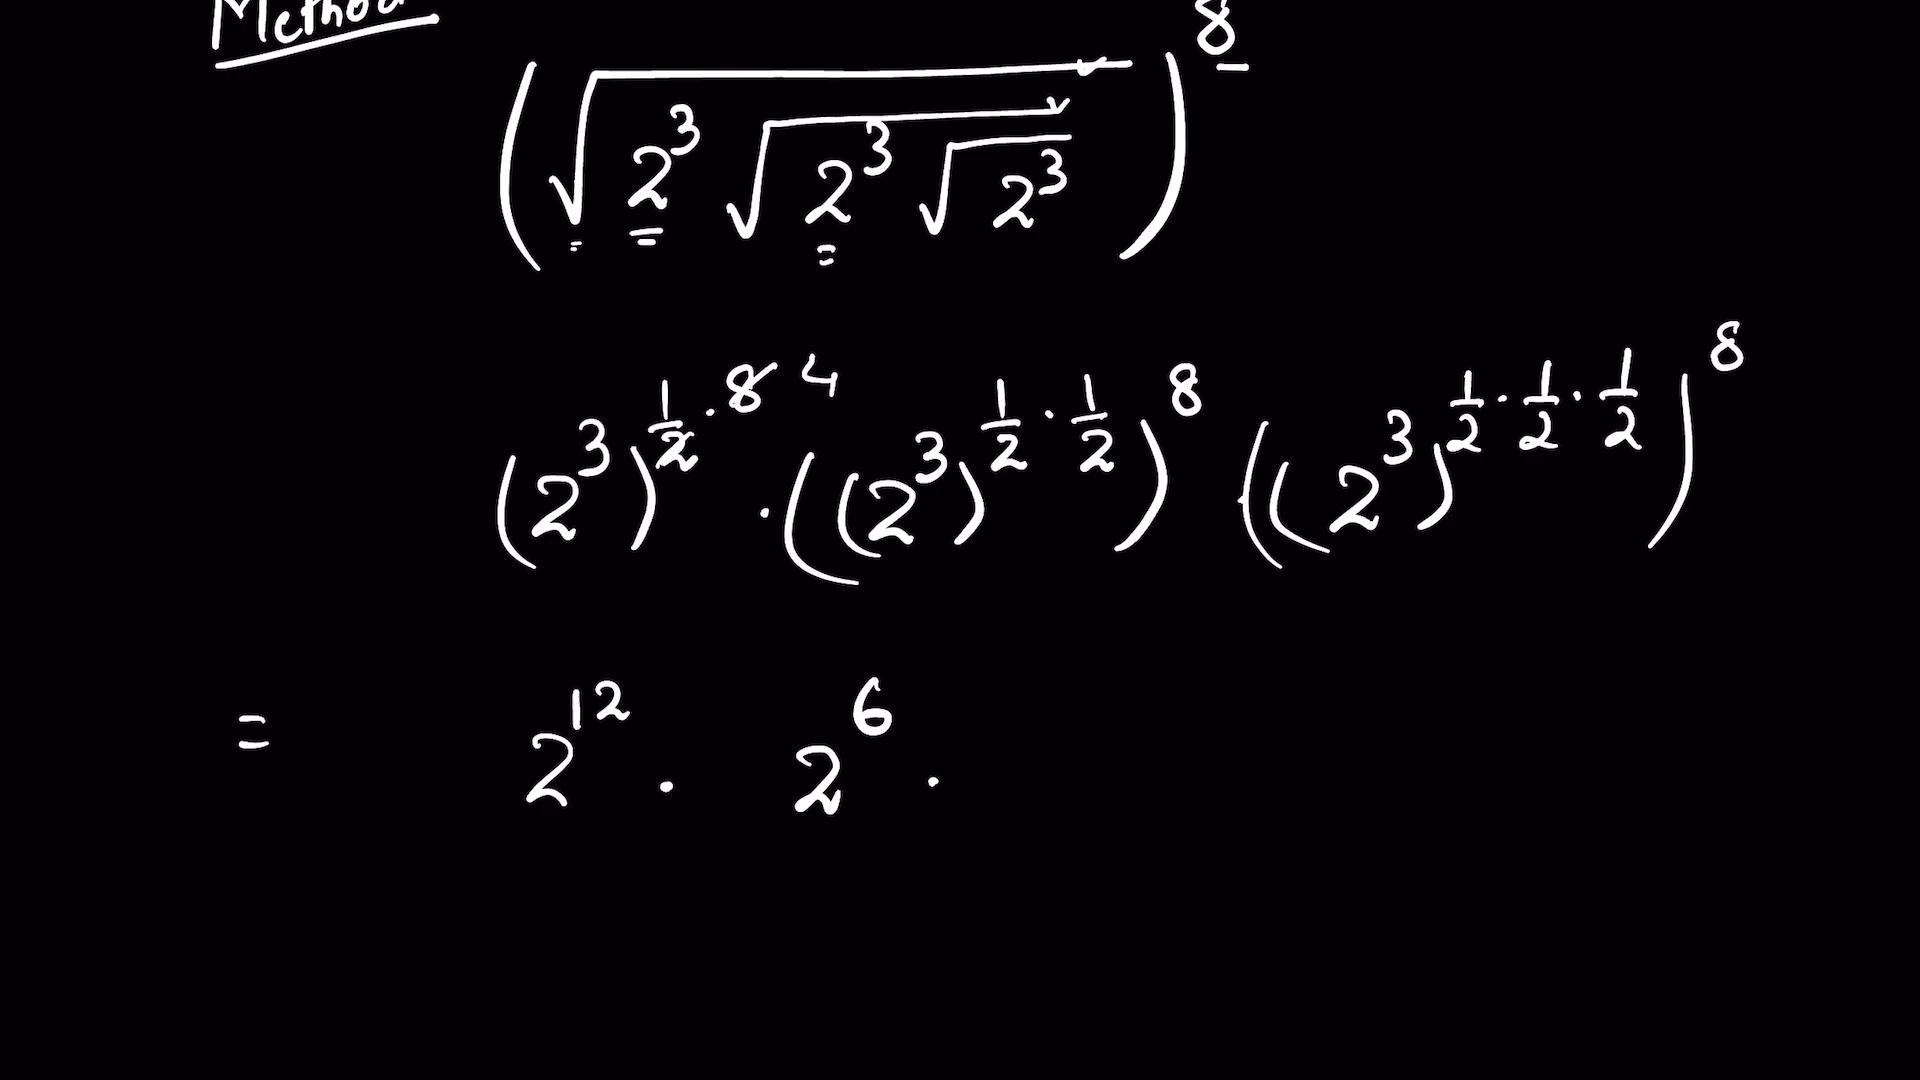 Method
(√(2³ √(2³ √(2³))))⁸
(2³)^(1/2 · 8 4) · ((2³)^(1/2 · 1/2))⁸ · ((2³)^(1/2 · 1/2 · 1/2))⁸
= 2¹² · 2⁶ ·